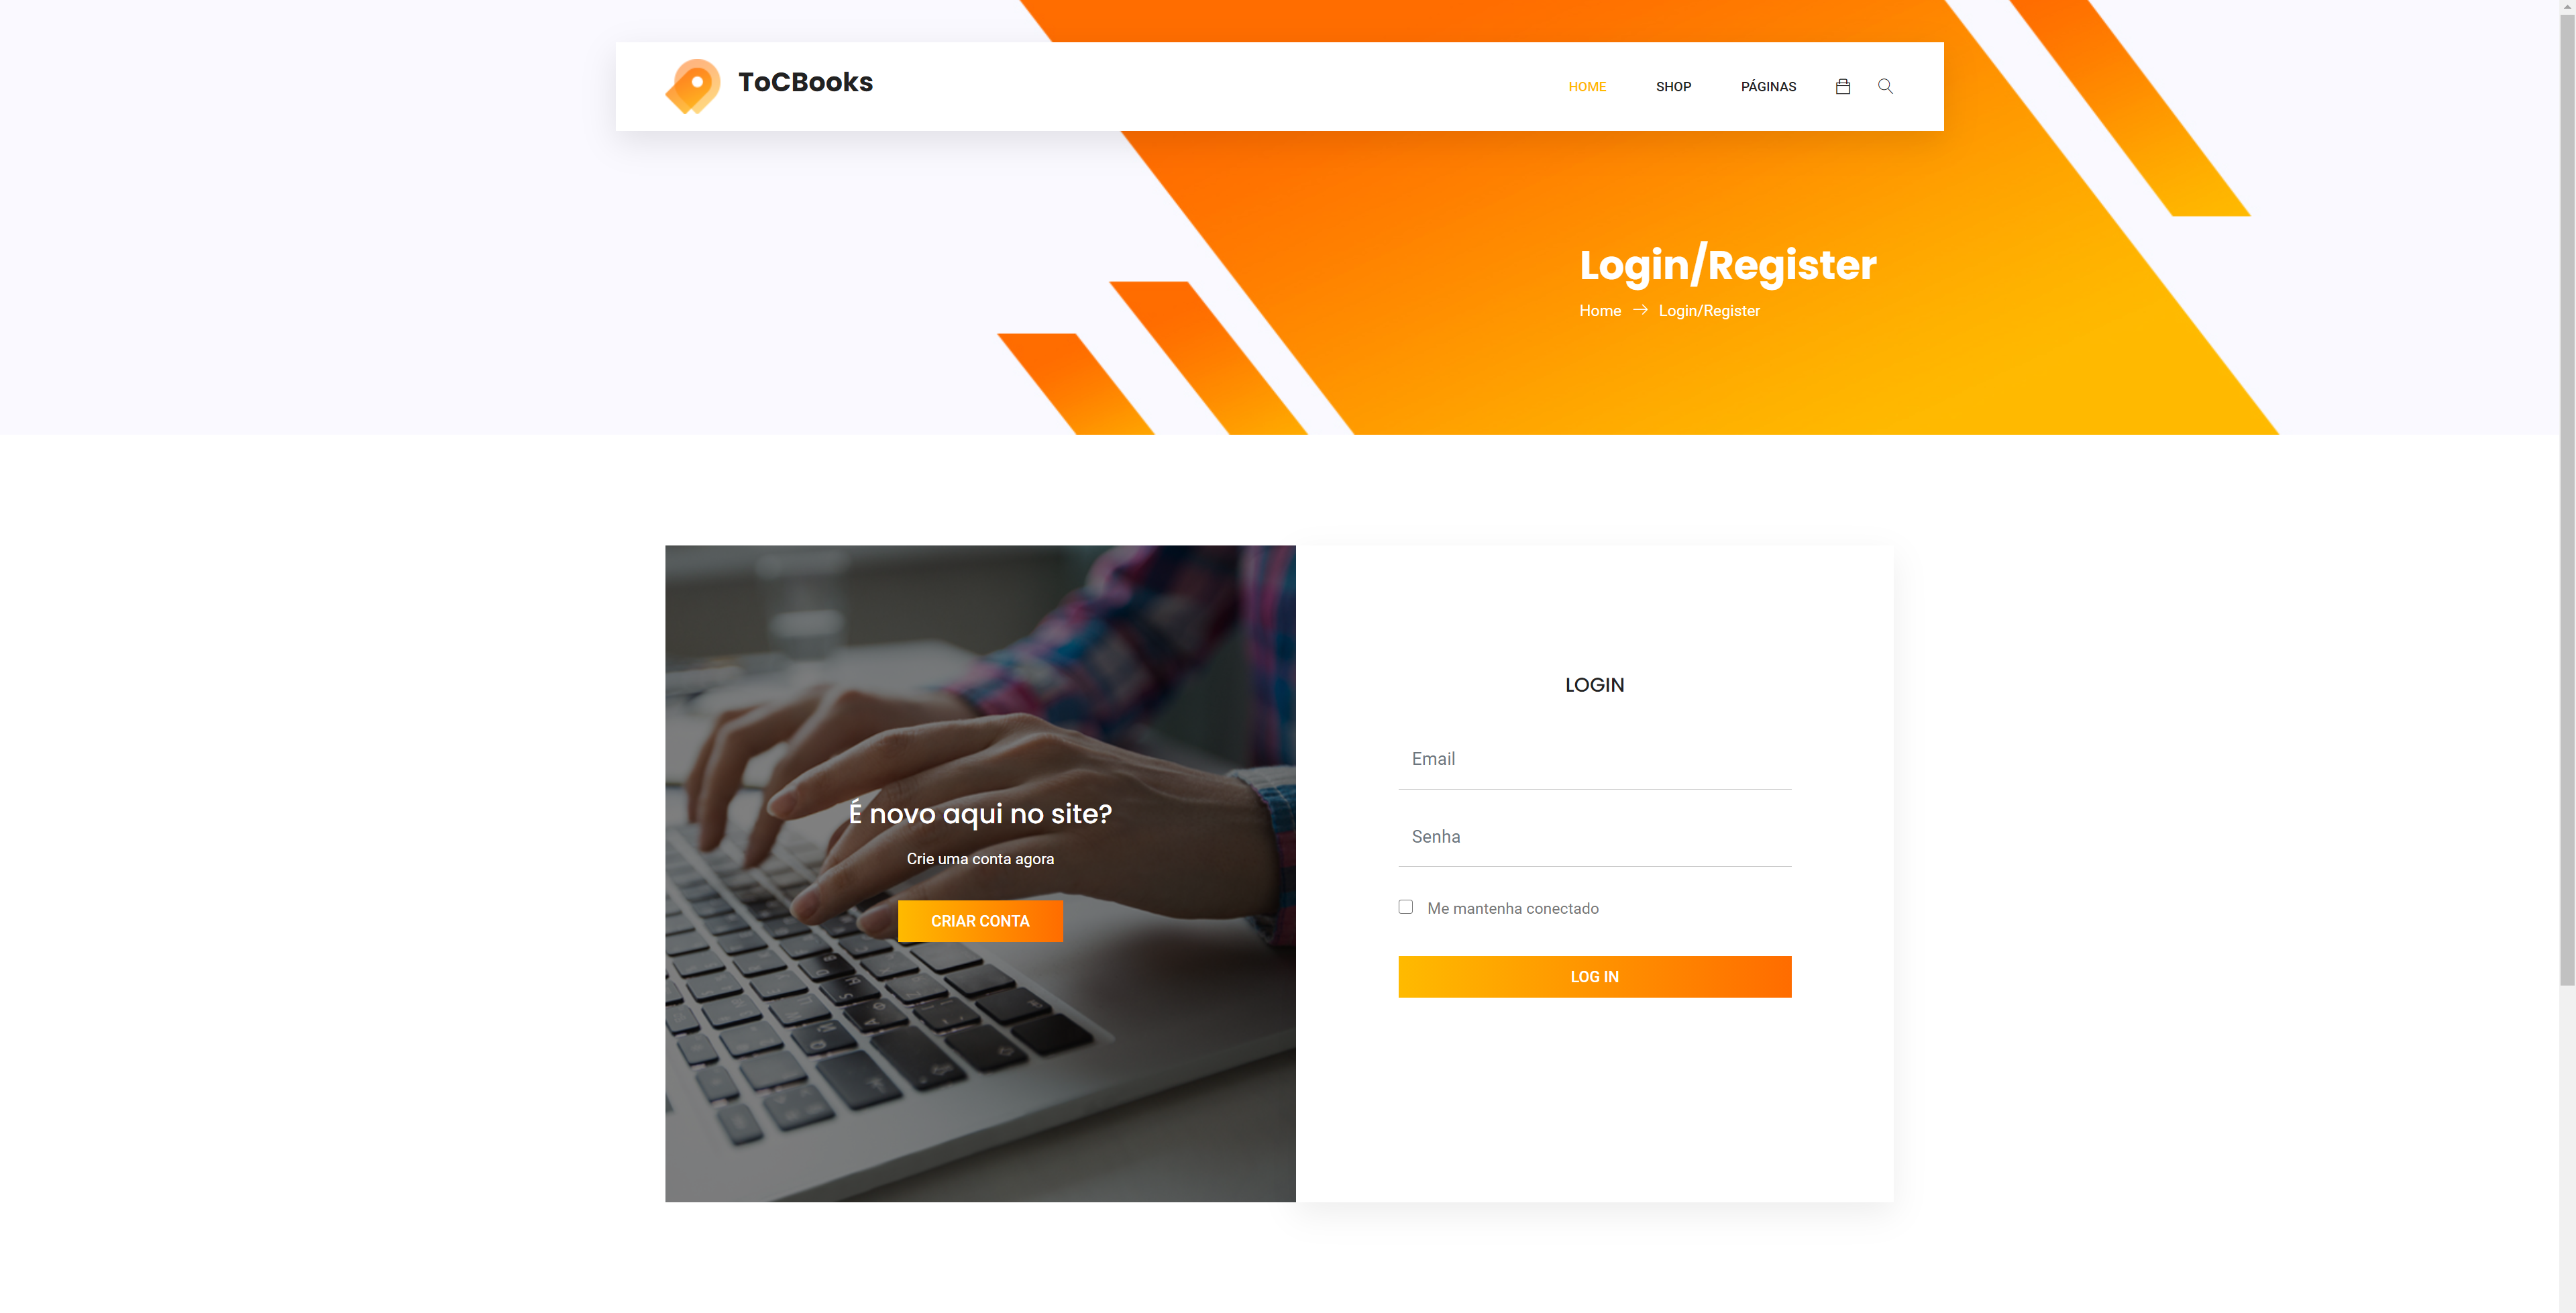 ToCBooks
HOME
SHOP
PÁGINAS
Login/Register
Home → Login/Register
É novo aqui no site?
Crie uma conta agora
CRIAR CONTA
LOGIN
Email
Senha
Me mantenha conectado
LOG IN